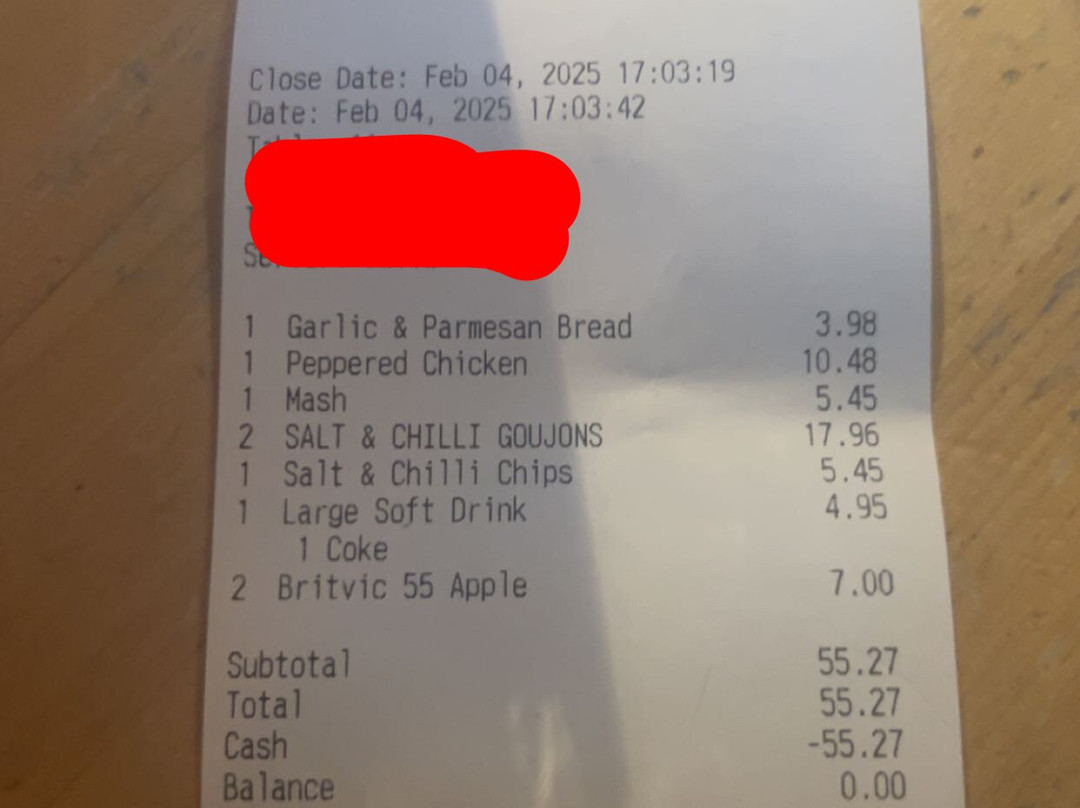 Close Date: Feb 04, 2025 17:03:19
Date: Feb 04, 2025 17:03:42
1 Garlic & Parmesan Bread 3.98
1 Peppered Chicken 10.48
1 Mash 5.45
2 SALT & CHILLI GOUJONS 17.96
1 Salt & Chilli Chips 5.45
1 Large Soft Drink 4.95
1 Coke
2 Britvic 55 Apple 7.00
Subtotal 55.27
Total 55.27
Cash -55.27
Balance 0.00